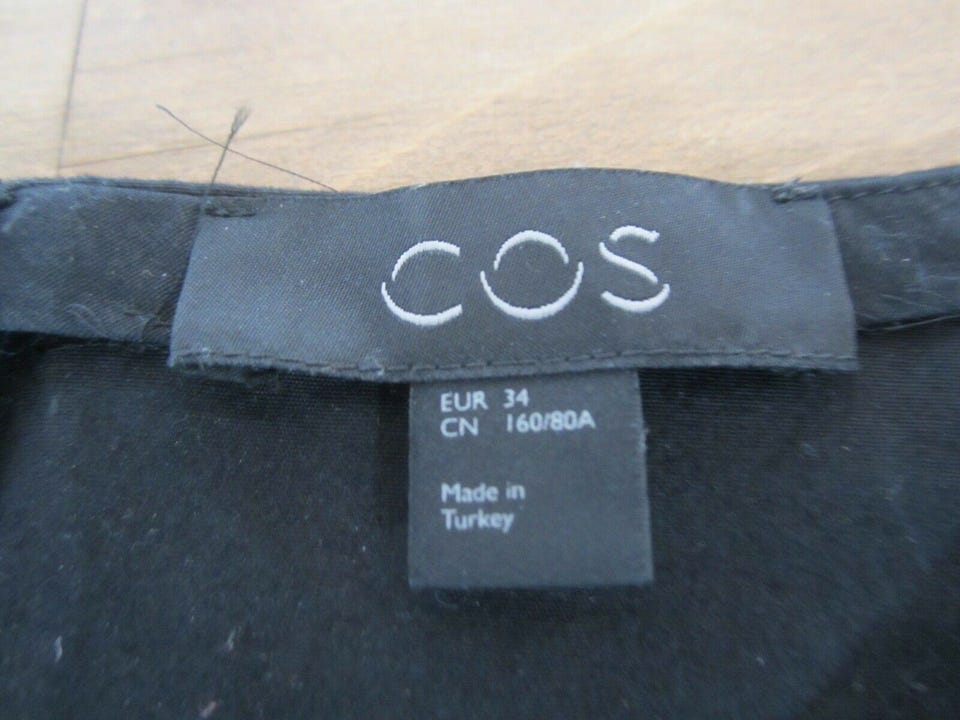 COS
EUR 34
CN 160/80A
Made in
Turkey